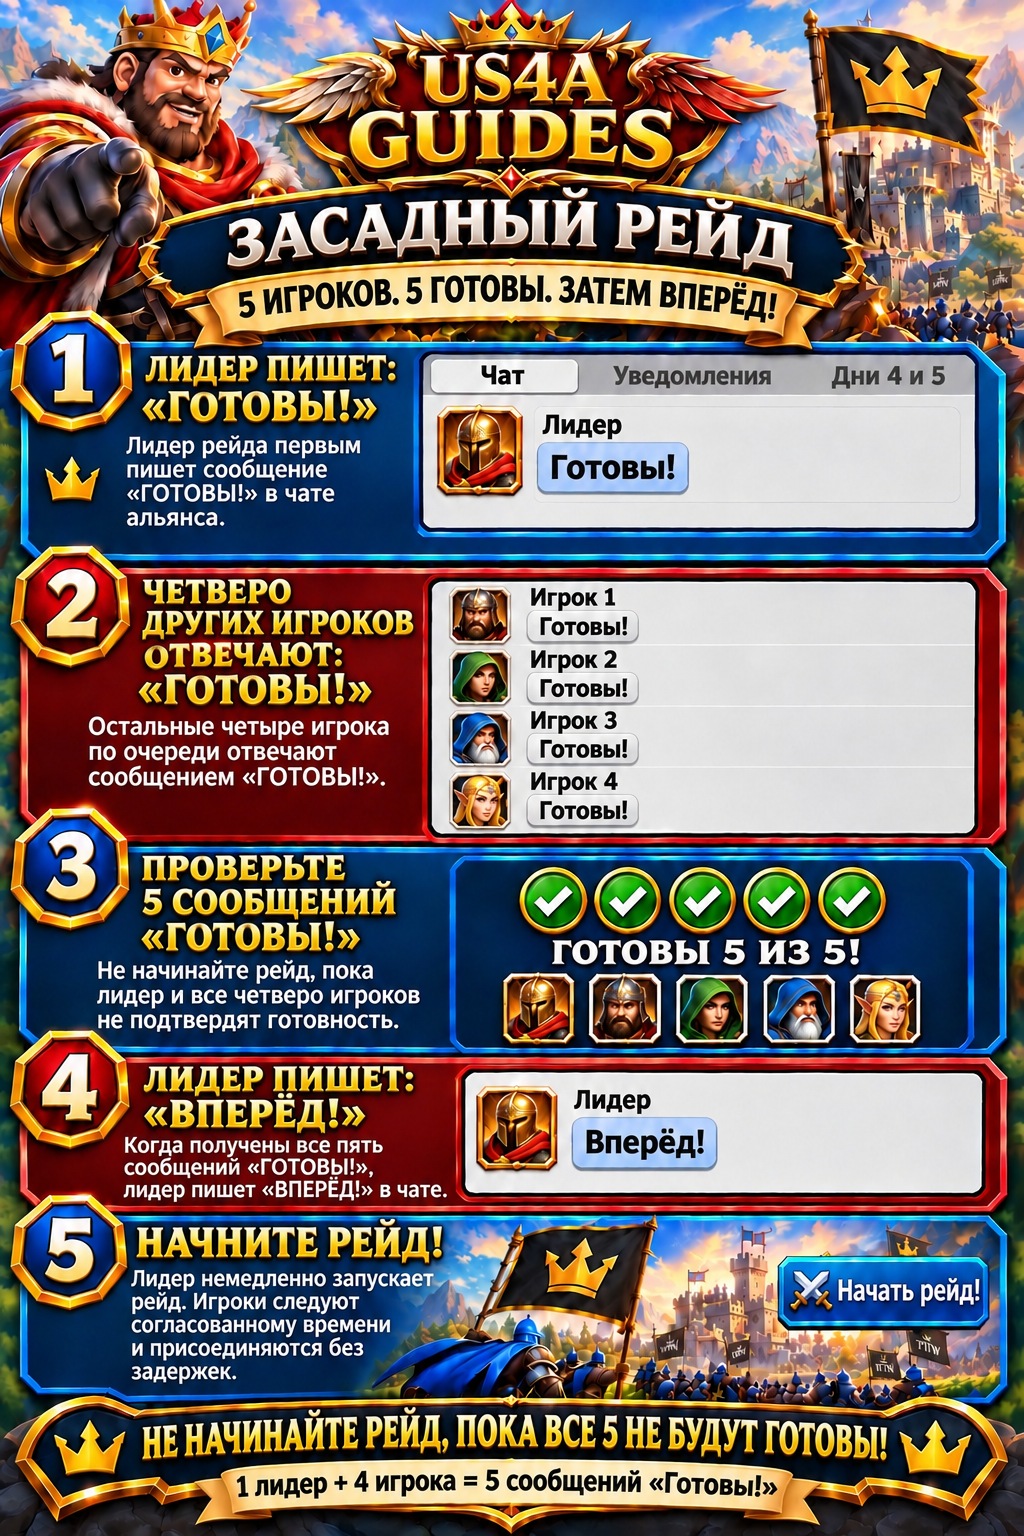 US4A
GUIDES
ЗАСАДНЫЙ РЕЙД
5 ИГРОКОВ. 5 ГОТОВЫ. ЗАТЕМ ВПЕРЁД!
1
ЛИДЕР ПИШЕТ:
«ГОТОВЫ!»
Лидер рейда первым
пишет сообщение
«ГОТОВЫ!» в чате
альянса.
Чат Уведомления Дни 4 и 5
Лидер
Готовы!
2
ЧЕТВЕРО
ДРУГИХ ИГРОКОВ
ОТВЕЧАЮТ:
«ГОТОВЫ!»
Остальные четыре игрока
по очереди отвечают
сообщением «ГОТОВЫ!».
Игрок 1
Готовы!
Игрок 2
Готовы!
Игрок 3
Готовы!
Игрок 4
Готовы!
3
ПРОВЕРЬТЕ
5 СООБЩЕНИЙ
«ГОТОВЫ!»
Не начинайте рейд, пока
лидер и все четверо игроков
не подтвердят готовность.
ГОТОВЫ 5 ИЗ 5!
4
ЛИДЕР ПИШЕТ:
«ВПЕРЁД!»
Когда получены все пять
сообщений «ГОТОВЫ!»,
лидер пишет «ВПЕРЁД!» в чате.
Лидер
Вперёд!
5
НАЧНИТЕ РЕЙД!
Лидер немедленно запускает
рейд. Игроки следуют
согласованному времени
и присоединяются без
задержек.
Начать рейд!
НЕ НАЧИНАЙТЕ РЕЙД, ПОКА ВСЕ 5 НЕ БУДУТ ГОТОВЫ!
1 лидер + 4 игрока = 5 сообщений «Готовы!»